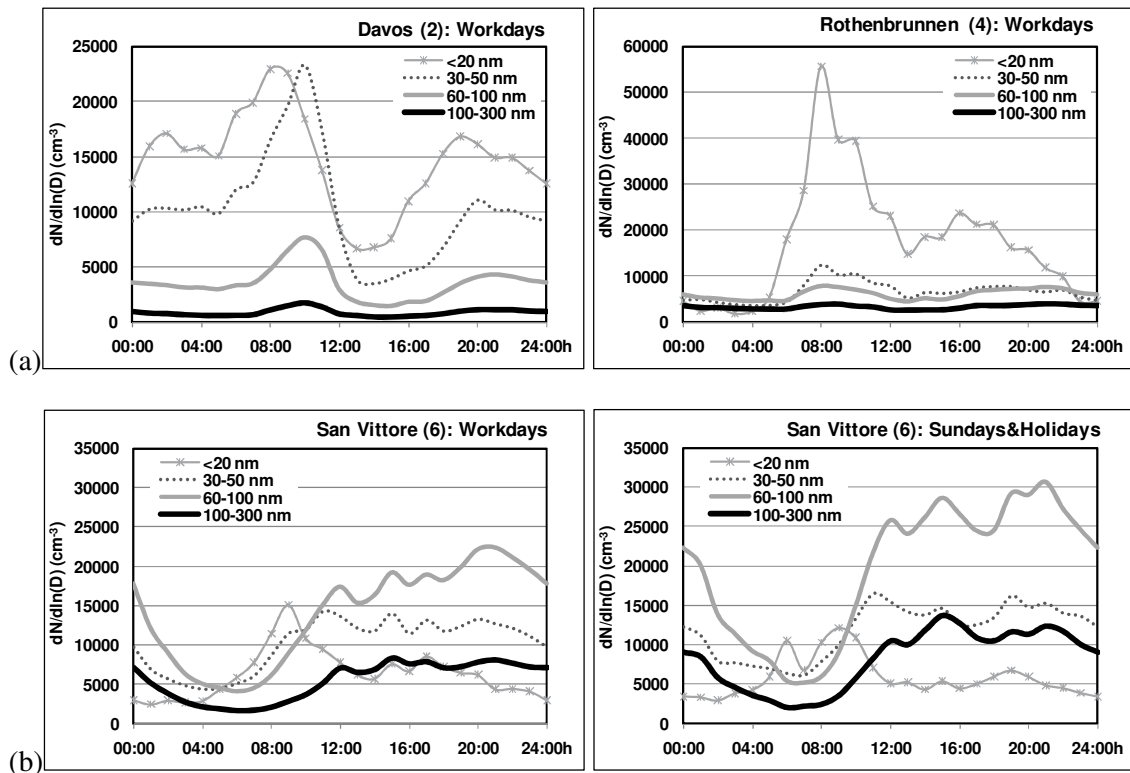 Davos (2): Workdays
25000
20000
15000
10000
5000
0
dN/dln(D) (cm-3)
<20 nm
30-50 nm
60-100 nm
100-300 nm
00:00 04:00 08:00 12:00 16:00 20:00 24:00h
Rothenbrunnen (4): Workdays
60000
50000
40000
30000
20000
10000
0
dN/dln(D) (cm-3)
<20 nm
30-50 nm
60-100 nm
100-300 nm
00:00 04:00 08:00 12:00 16:00 20:00 24:00h
(a)
San Vittore (6): Workdays
35000
30000
25000
20000
15000
10000
5000
0
dN/dln(D) (cm-3)
<20 nm
30-50 nm
60-100 nm
100-300 nm
00:00 04:00 08:00 12:00 16:00 20:00 24:00h
San Vittore (6): Sundays&Holidays
35000
30000
25000
20000
15000
10000
5000
0
dN/dln(D) (cm-3)
<20 nm
30-50 nm
60-100 nm
100-300 nm
00:00 04:00 08:00 12:00 16:00 20:00 24:00h
(b)